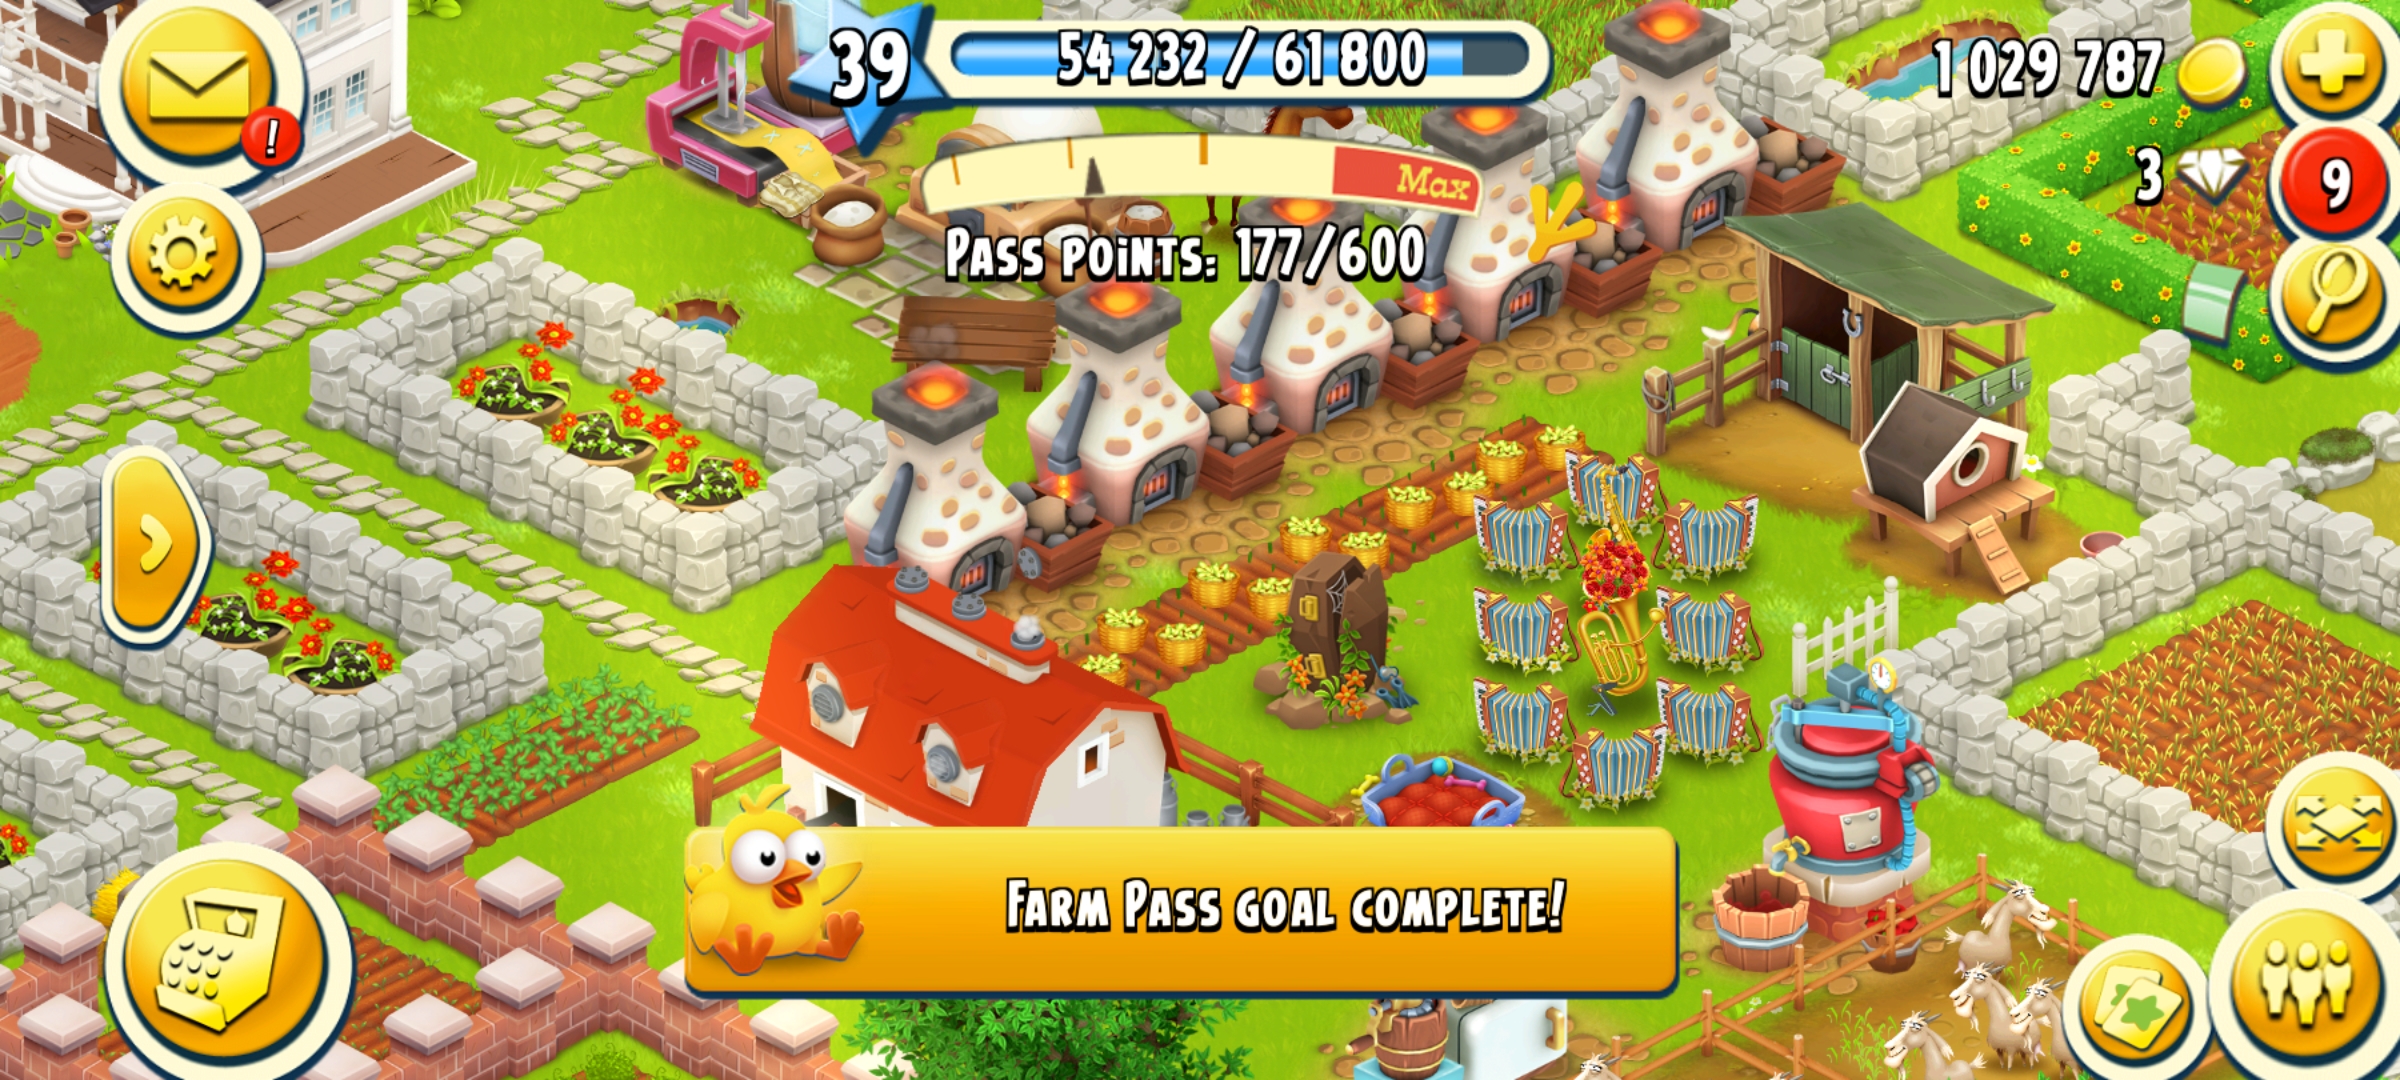 39
54 232 / 61 800
1 029 787
!
Max
3
9
Pass points: 177/600
Farm Pass goal complete!